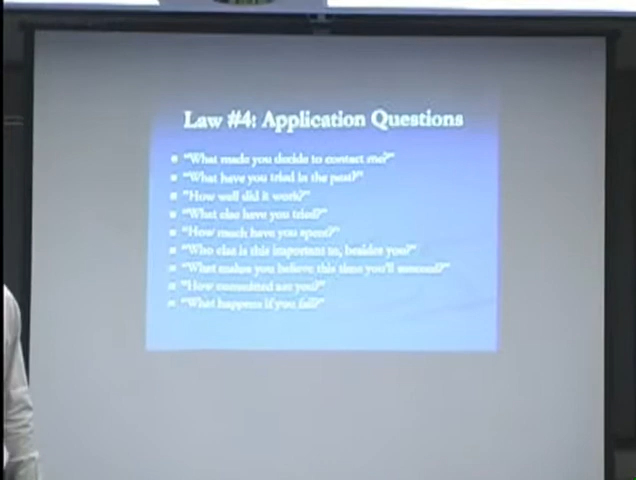 Law #4: Application Questions
"What made you decide to contact me?"
"What have you tried in the past?"
"How well did it work?"
"What else have you tried?"
"How much have you spent?"
"Who else is this important to, besides you?"
"What makes you believe this time you'll succeed?"
"How committed are you?"
"What happens if you fail?"